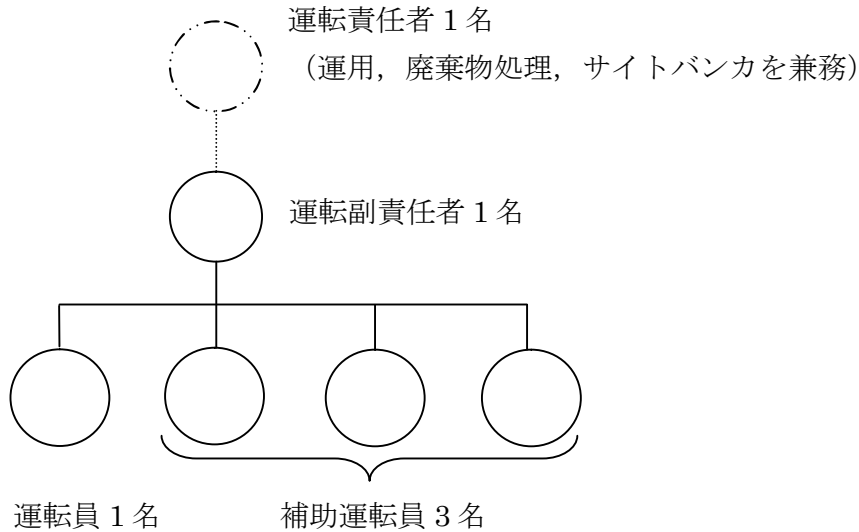 運転責任者 1 名
（運用，廃棄物処理，サイトバンカを兼務）
運転副責任者 1 名
運転員 1 名
補助運転員 3 名